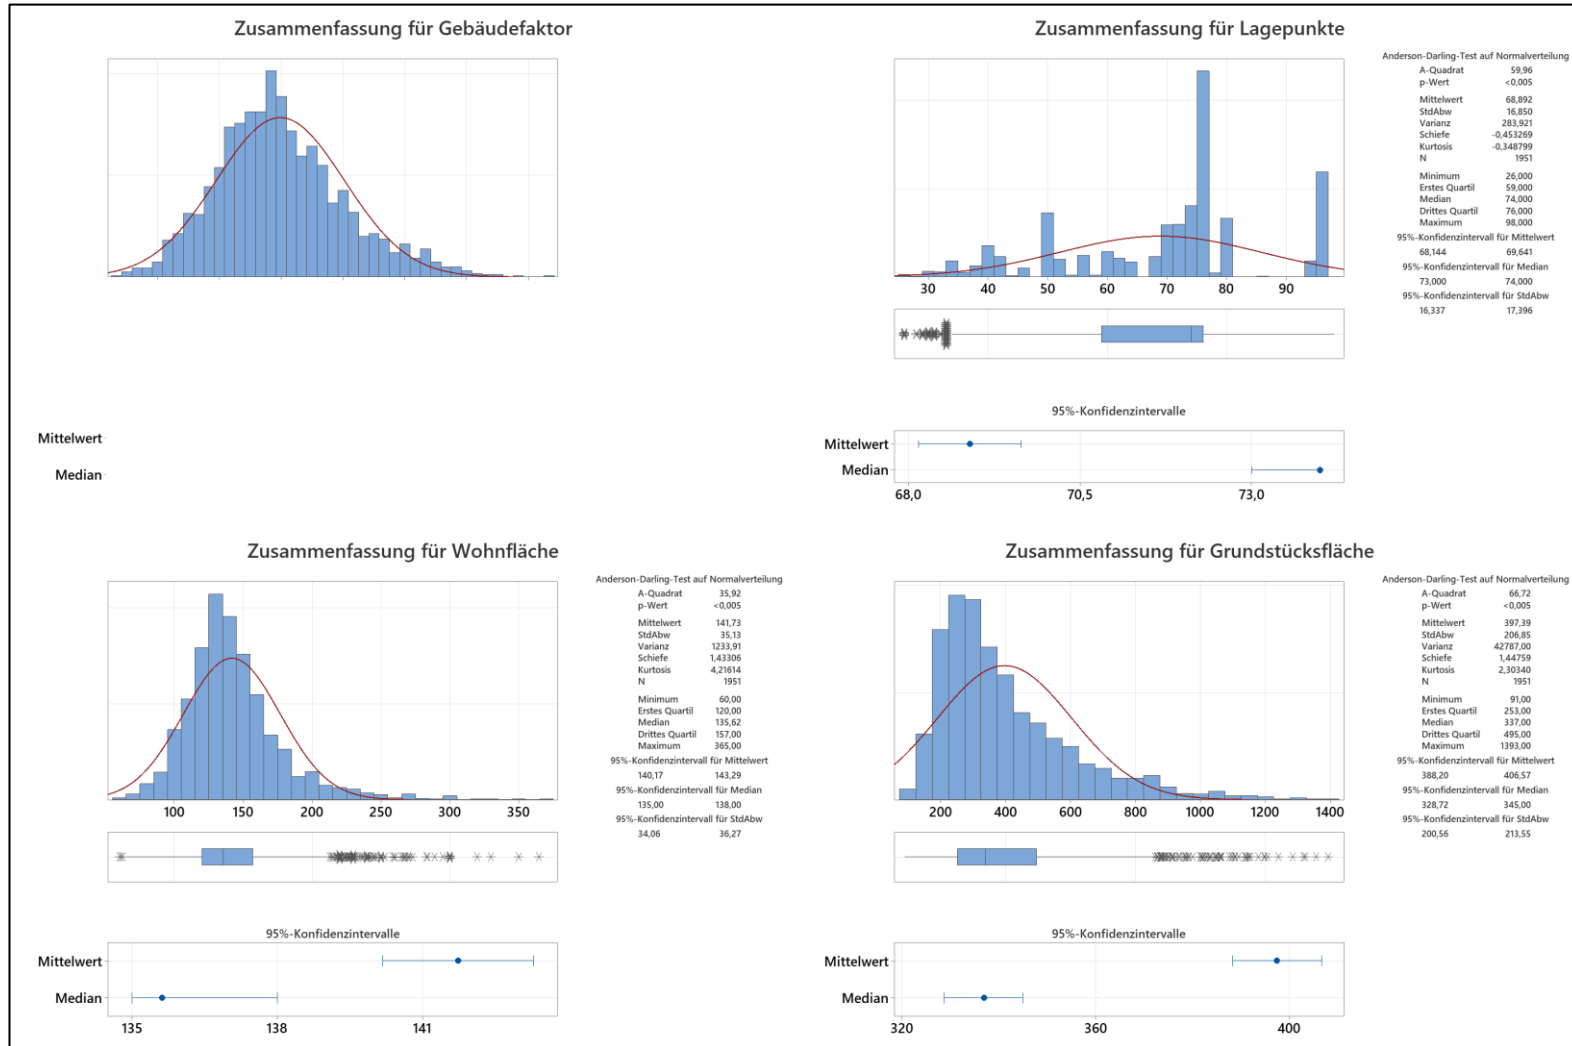 Zusammenfassung für Gebäudefaktor
Mittelwert
Median
Zusammenfassung für Lagepunkte
30 40 50 60 70 80 90
95%-Konfidenzintervalle
Mittelwert
Median
68,0 70,5 73,0
Anderson-Darling-Test auf Normalverteilung
A-Quadrat 59,96
p-Wert <0,005
Mittelwert 68,892
StdAbw 16,850
Varianz 283,921
Schiefe -0,453269
Kurtosis -0,348799
N 1951
Minimum 26,000
Erstes Quartil 59,000
Median 74,000
Drittes Quartil 76,000
Maximum 98,000
95%-Konfidenzintervall für Mittelwert
68,144 69,641
95%-Konfidenzintervall für Median
73,000 74,000
95%-Konfidenzintervall für StdAbw
16,337 17,396
Zusammenfassung für Wohnfläche
100 150 200 250 300 350
95%-Konfidenzintervalle
Mittelwert
Median
135 138 141
Anderson-Darling-Test auf Normalverteilung
A-Quadrat 35,92
p-Wert <0,005
Mittelwert 141,73
StdAbw 35,13
Varianz 1233,91
Schiefe 1,43306
Kurtosis 4,21614
N 1951
Minimum 60,00
Erstes Quartil 120,00
Median 135,62
Drittes Quartil 157,00
Maximum 365,00
95%-Konfidenzintervall für Mittelwert
140,17 143,29
95%-Konfidenzintervall für Median
135,00 138,00
95%-Konfidenzintervall für StdAbw
34,06 36,27
Zusammenfassung für Grundstücksfläche
200 400 600 800 1000 1200 1400
95%-Konfidenzintervalle
Mittelwert
Median
320 360 400
Anderson-Darling-Test auf Normalverteilung
A-Quadrat 66,72
p-Wert <0,005
Mittelwert 397,39
StdAbw 206,85
Varianz 42787,00
Schiefe 1,44759
Kurtosis 2,30340
N 1951
Minimum 91,00
Erstes Quartil 253,00
Median 337,00
Drittes Quartil 495,00
Maximum 1393,00
95%-Konfidenzintervall für Mittelwert
388,20 406,57
95%-Konfidenzintervall für Median
328,72 345,00
95%-Konfidenzintervall für StdAbw
200,56 213,55